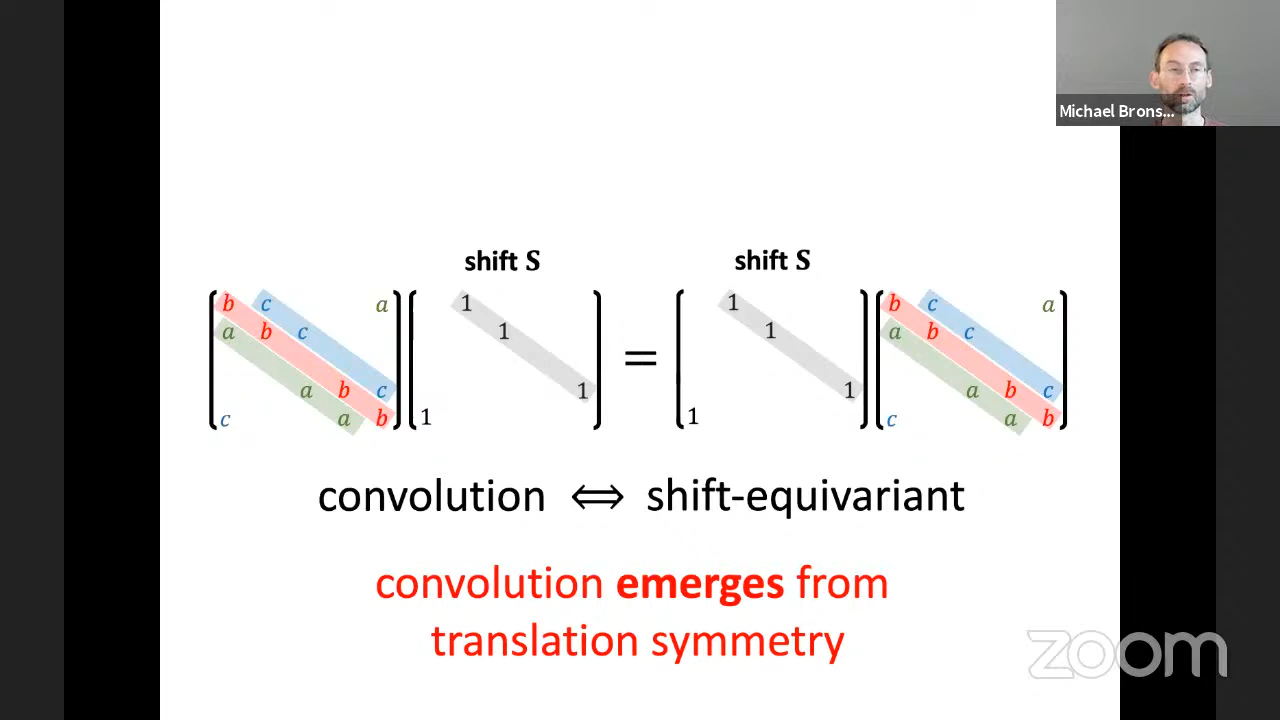 Michael Brons...
shift S shift S
b c a 1 1 b c a
a b c 1 1 a b c
=
a b c 1 1 a b c
c a b 1 1 c a b
convolution ⟺ shift-equivariant
convolution emerges from
translation symmetry
zoom